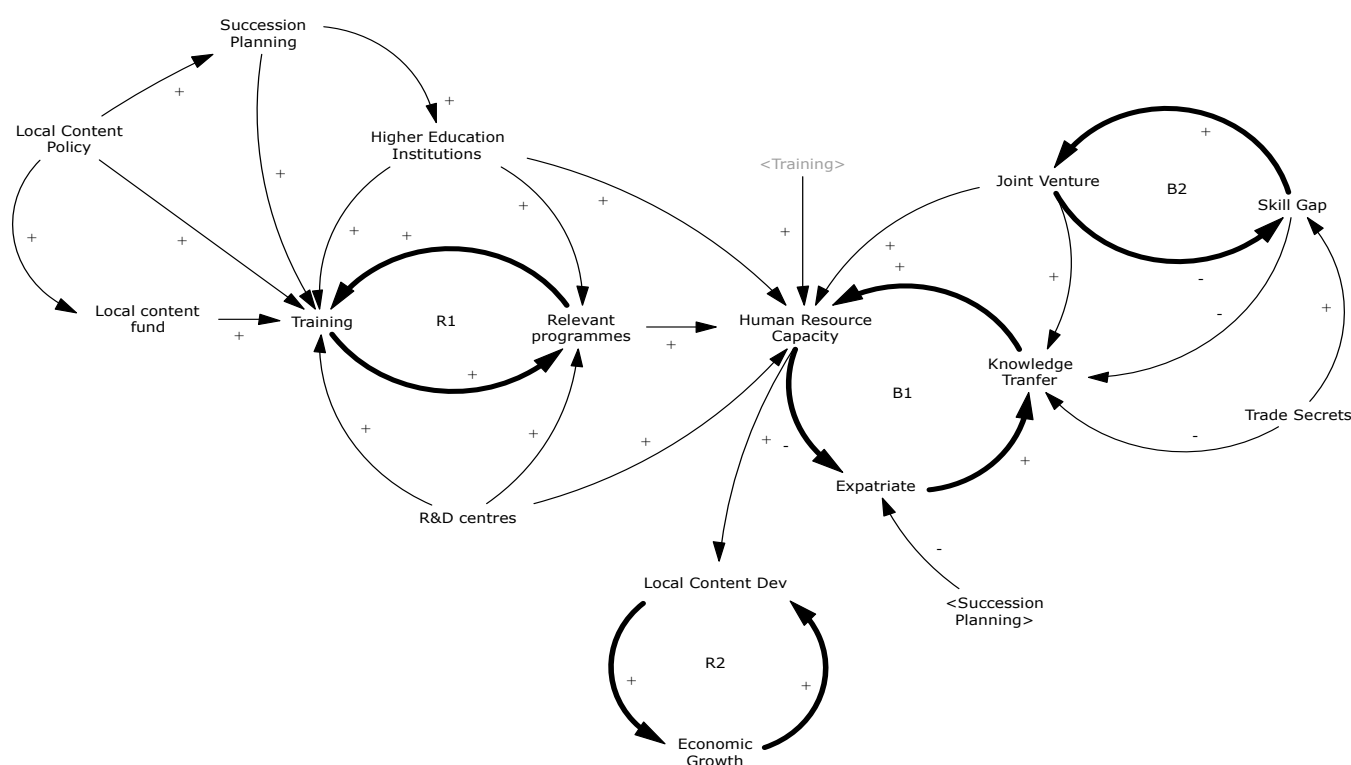 Succession
Planning
+
+
Local Content
Policy
Higher Education
Institutions
+
<Training>
Joint Venture
B2
Skill Gap
+
+
+
+
+
+
+
+
+
+
+
-
+
-
+
Local content
fund
+
Training
R1
Relevant
programmes
+
Human Resource
Capacity
Knowledge
Tranfer
+
B1
Trade Secrets
+
+
+
+
-
-
+
Expatriate
R&D centres
-
Local Content Dev
<Succession
Planning>
R2
+
+
Economic
Growth